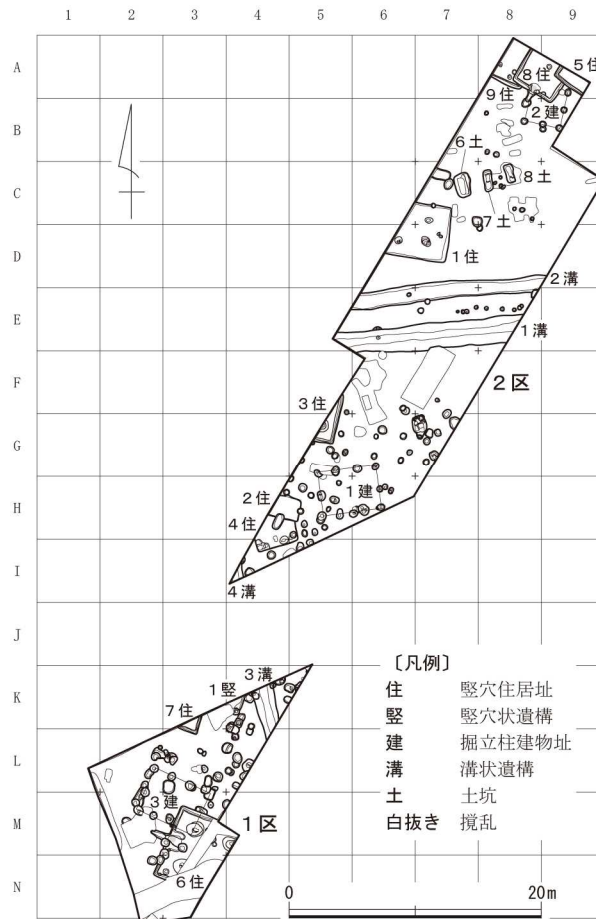 1 2 3 4 5 6 7 8 9
A
B
C
D
E
F
G
H
I
J
K
L
M
N
8住
5住
9住
2建
6土
8土
7土
1住
2溝
1溝
2区
3住
1建
2住
4住
4溝
3溝
1竪
7住
3建
1区
6住
〔凡例〕
住 竪穴住居址
竪 竪穴状遺構
建 掘立柱建物址
溝 溝状遺構
土 土坑
白抜き 撹乱
0 20m